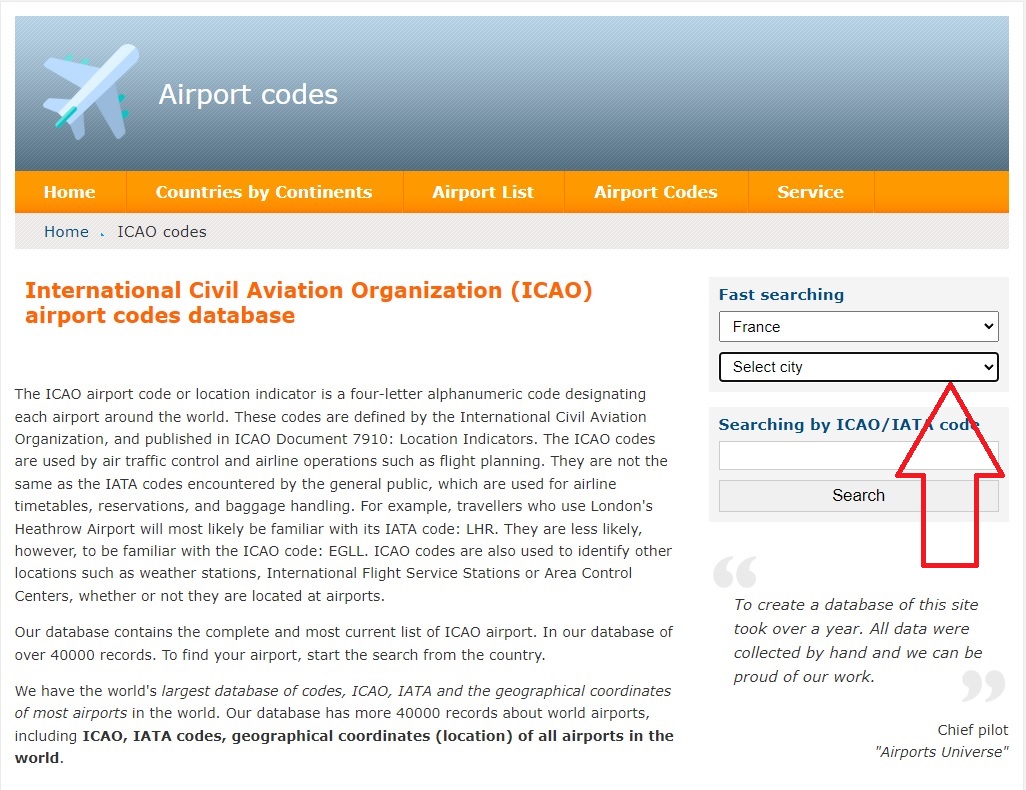 Airport codes
Home
Countries by Continents
Airport List
Airport Codes
Service
Home
ICAO codes
International Civil Aviation Organization (ICAO)
airport codes database
The ICAO airport code or location indicator is a four-letter alphanumeric code designating
each airport around the world. These codes are defined by the International Civil Aviation
Organization, and published in ICAO Document 7910: Location Indicators. The ICAO codes
are used by air traffic control and airline operations such as flight planning. They are not the
same as the IATA codes encountered by the general public, which are used for airline
timetables, reservations, and baggage handling. For example, travellers who use London's
Heathrow Airport will most likely be familiar with its IATA code: LHR. They are less likely,
however, to be familiar with the ICAO code: EGLL. ICAO codes are also used to identify other
locations such as weather stations, International Flight Service Stations or Area Control
Centers, whether or not they are located at airports.
Our database contains the complete and most current list of ICAO airport. In our database of
over 40000 records. To find your airport, start the search from the country.
We have the world's largest database of codes, ICAO, IATA and the geographical coordinates
of most airports in the world. Our database has more 40000 records about world airports,
including ICAO, IATA codes, geographical coordinates (location) of all airports in the
world.
Fast searching
France
Select city
Searching by ICAO/IATA code
Search
“
To create a database of this site
took over a year. All data were
collected by hand and we can be
proud of our work.
”
Chief pilot
"Airports Universe"